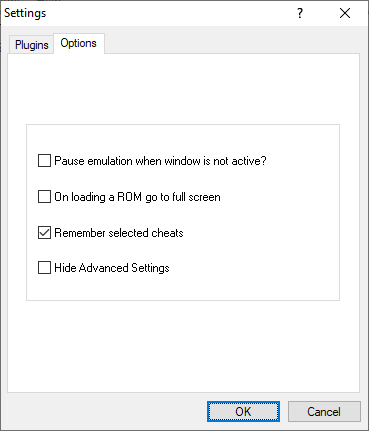 Settings
?
Plugins Options
Pause emulation when window is not active?
On loading a ROM go to full screen
Remember selected cheats
Hide Advanced Settings
OK Cancel